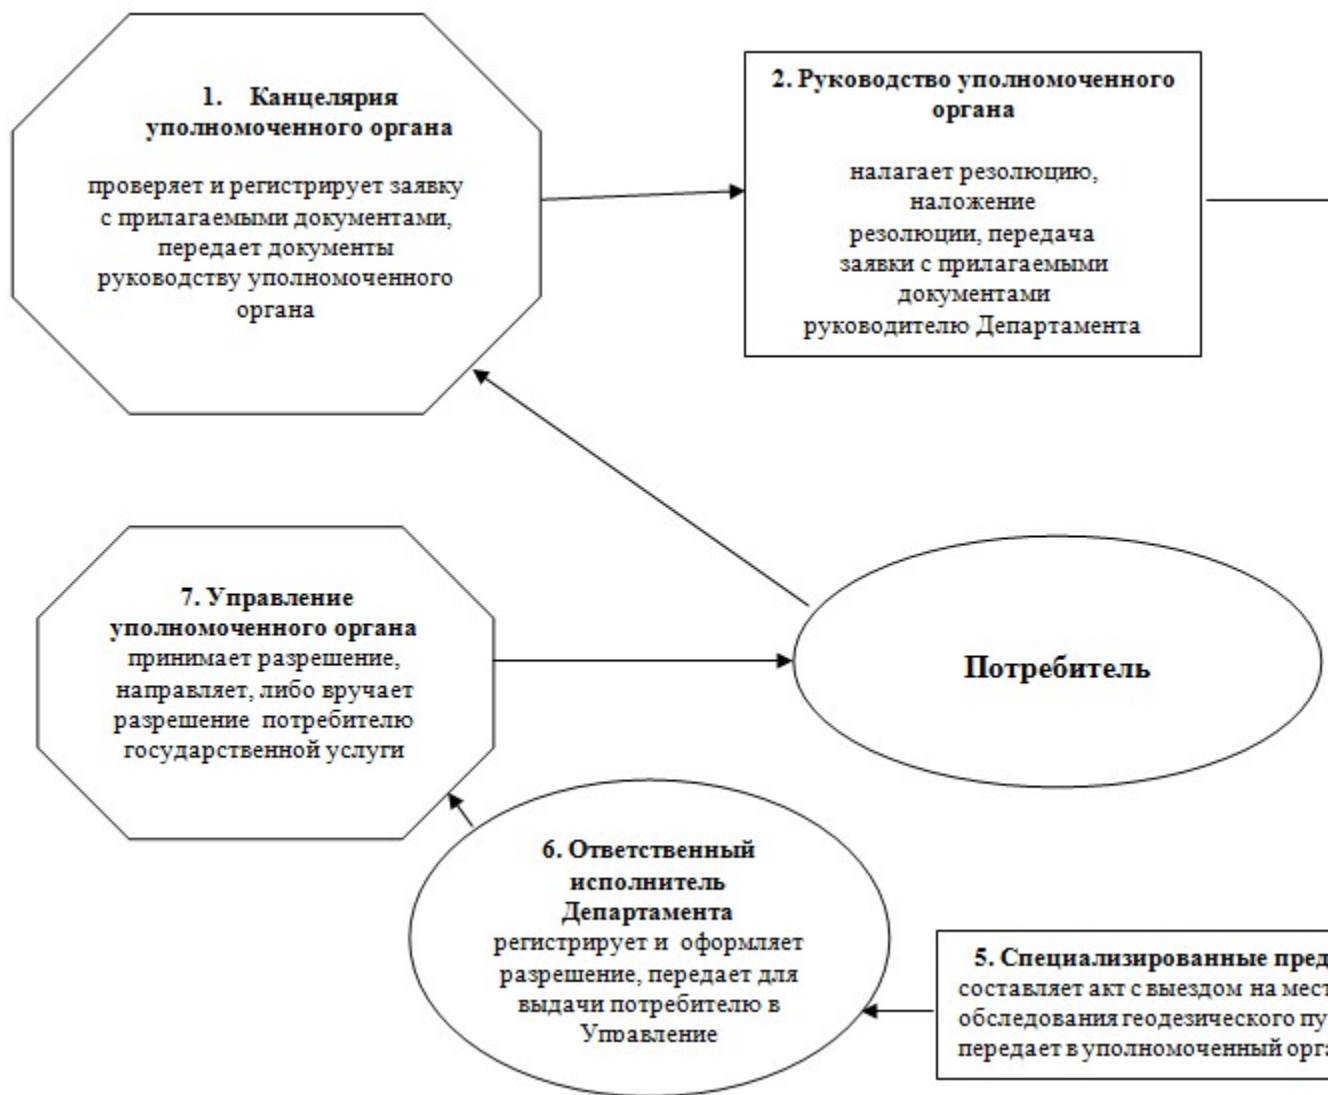 1. Канцелярия
уполномоченного органа
проверяет и регистрирует заявку
с прилагаемыми документами,
передает документы
руководству уполномоченного
органа
2. Руководство уполномоченного
органа
налагает резолюцию,
наложение
резолюции, передача
заявки с прилагаемыми
документами
руководителю Департамента
7. Управление
уполномоченного органа
принимает разрешение,
направляет, либо вручает
разрешение потребителю
государственной услуги
Потребитель
6. Ответственный
исполнитель
Департамента
регистрирует и оформляет
разрешение, передает для
выдачи потребителю в
Управление
5. Специализированные
составляет акт с выездом на
обследования геодезического
передает в уполномоченный